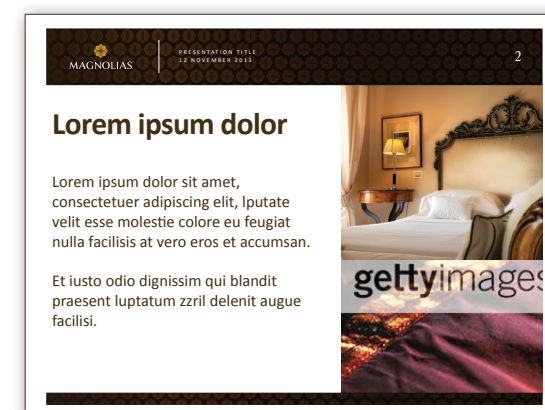 MAGNOLIAS
PRESENTATION TITLE
12 NOVEMBER 2013
2
Lorem ipsum dolor
Lorem ipsum dolor sit amet,
consectetuer adipiscing elit, lputate
velit esse molestie colore eu feugiat
nulla facilisis at vero eros et accumsan.
Et iusto odio dignissim qui blandit
praesent luptatum zzril delenit augue
facilisi.
gettyimages